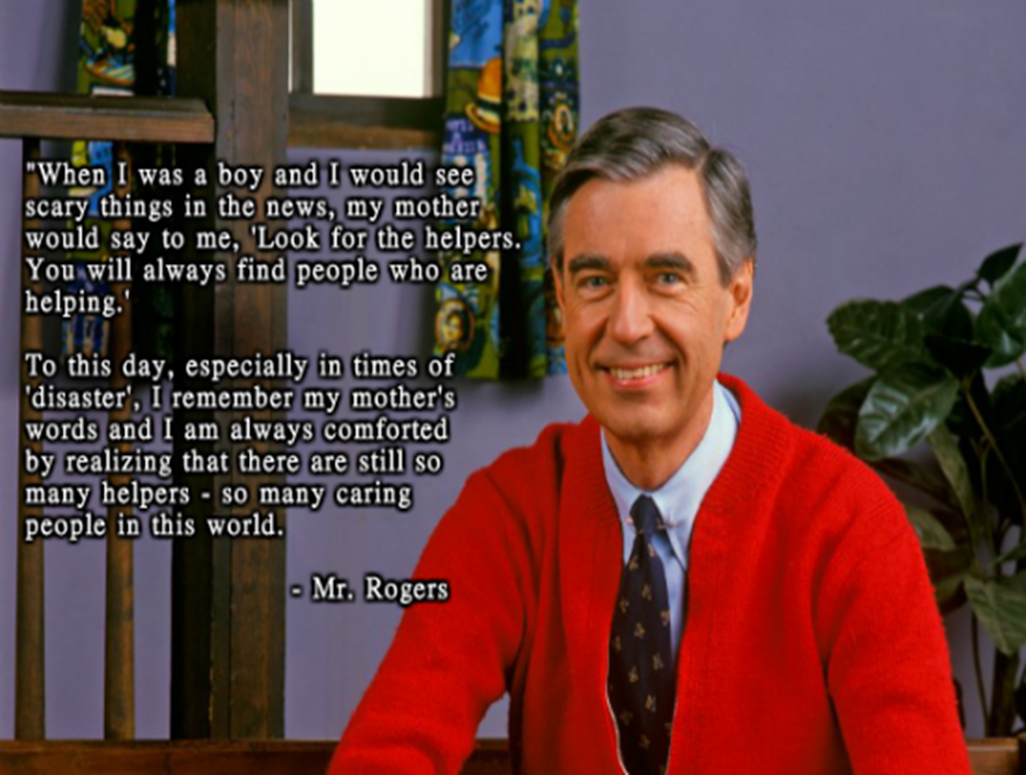 "When I was a boy and I would see
scary things in the news, my mother
would say to me, 'Look for the helpers.
You will always find people who are
helping.'
To this day, especially in times of
'disaster', I remember my mother's
words and I am always comforted
by realizing that there are still so
many helpers - so many caring
people in this world.
- Mr. Rogers